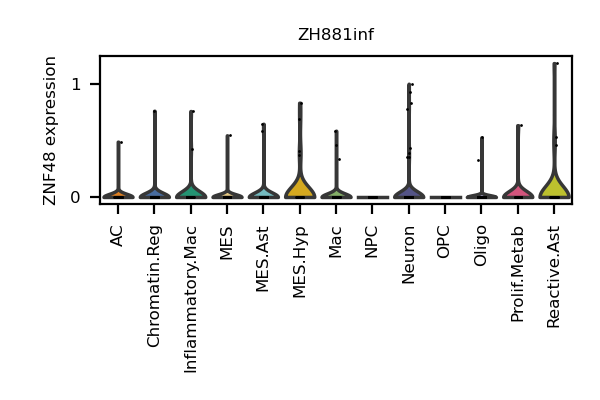 ZH881inf
ZNF48 expression
1
0
AC
Chromatin.Reg
Inflammatory.Mac
MES
MES.Ast
MES.Hyp
Mac
NPC
Neuron
OPC
Oligo
Prolif.Metab
Reactive.Ast